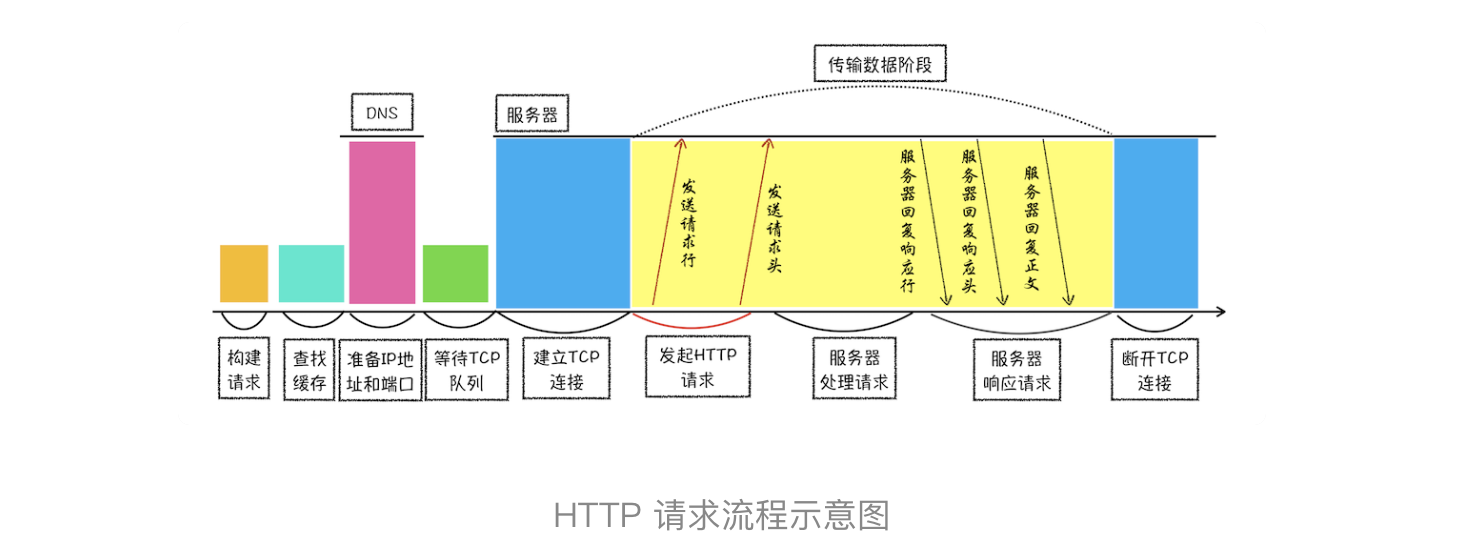 传输数据阶段
DNS
服务器
发送请求行
发送请求头
服务器回复响应行
服务器回复响应头
服务器回复正文
构建
请求
查找
缓存
准备IP地
址和端口
等待TCP
队列
建立TCP
连接
发起HTTP
请求
服务器
处理请求
服务器
响应请求
断开TCP
连接
HTTP 请求流程示意图